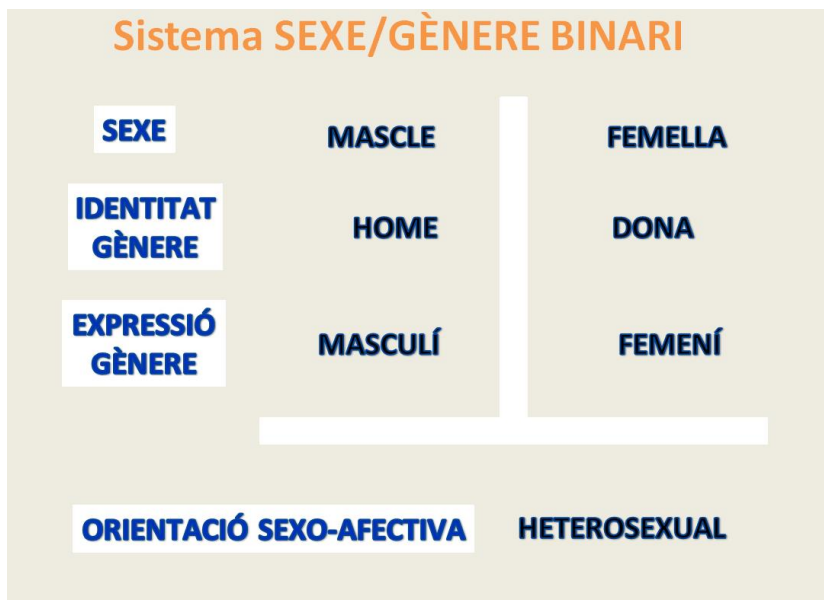 Sistema SEXE/GÈNERE BINARI
SEXE MASCLE FEMELLA
IDENTITAT
GÈNERE
HOME DONA
EXPRESSIÓ
GÈNERE
MASCULÍ FEMENÍ
ORIENTACIÓ SEXO-AFECTIVA HETEROSEXUAL